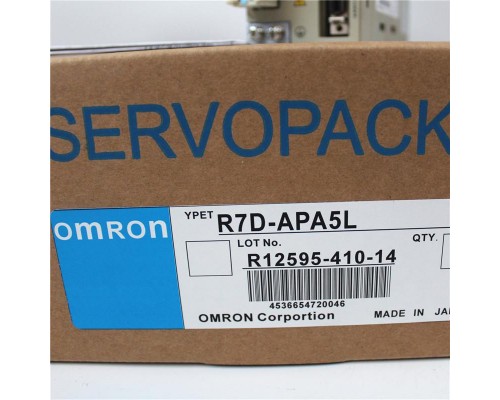 SERVOPACK
OMRON
YPET R7D-APA5L
LOT No.
QTY.
R12595-410-14
4536654720046
OMRON Corportion
MADE IN JA